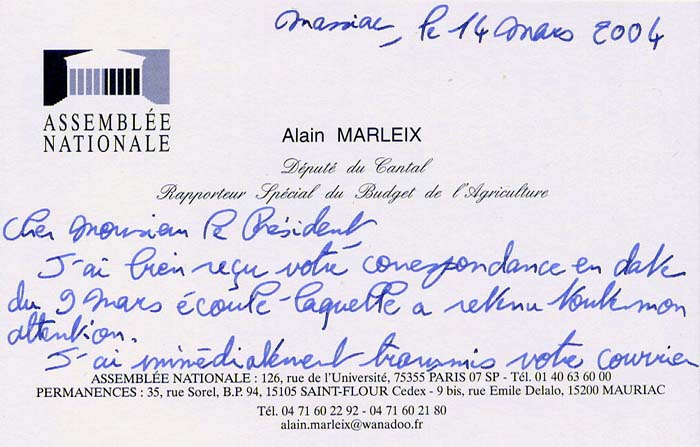 Massiac, le 14 mars 2004
ASSEMBLÉE
NATIONALE
Alain MARLEIX
Député du Cantal
Rapporteur Spécial du Budget de l'Agriculture
Cher Monsieur le Président,
J'ai bien reçu votre correspondance en date
du 9 mars écoulé laquelle a retenu toute mon
attention.
J'ai immédiatement transmis votre courrier
ASSEMBLÉE NATIONALE : 126, rue de l'Université, 75355 PARIS 07 SP - Tél. 01 40 63 60 00
PERMANENCES : 35, rue Sorel, B.P. 94, 15105 SAINT-FLOUR Cedex - 9 bis, rue Emile Delalo, 15200 MAURIAC
Tél. 04 71 60 22 92 - 04 71 60 21 80
alain.marleix@wanadoo.fr